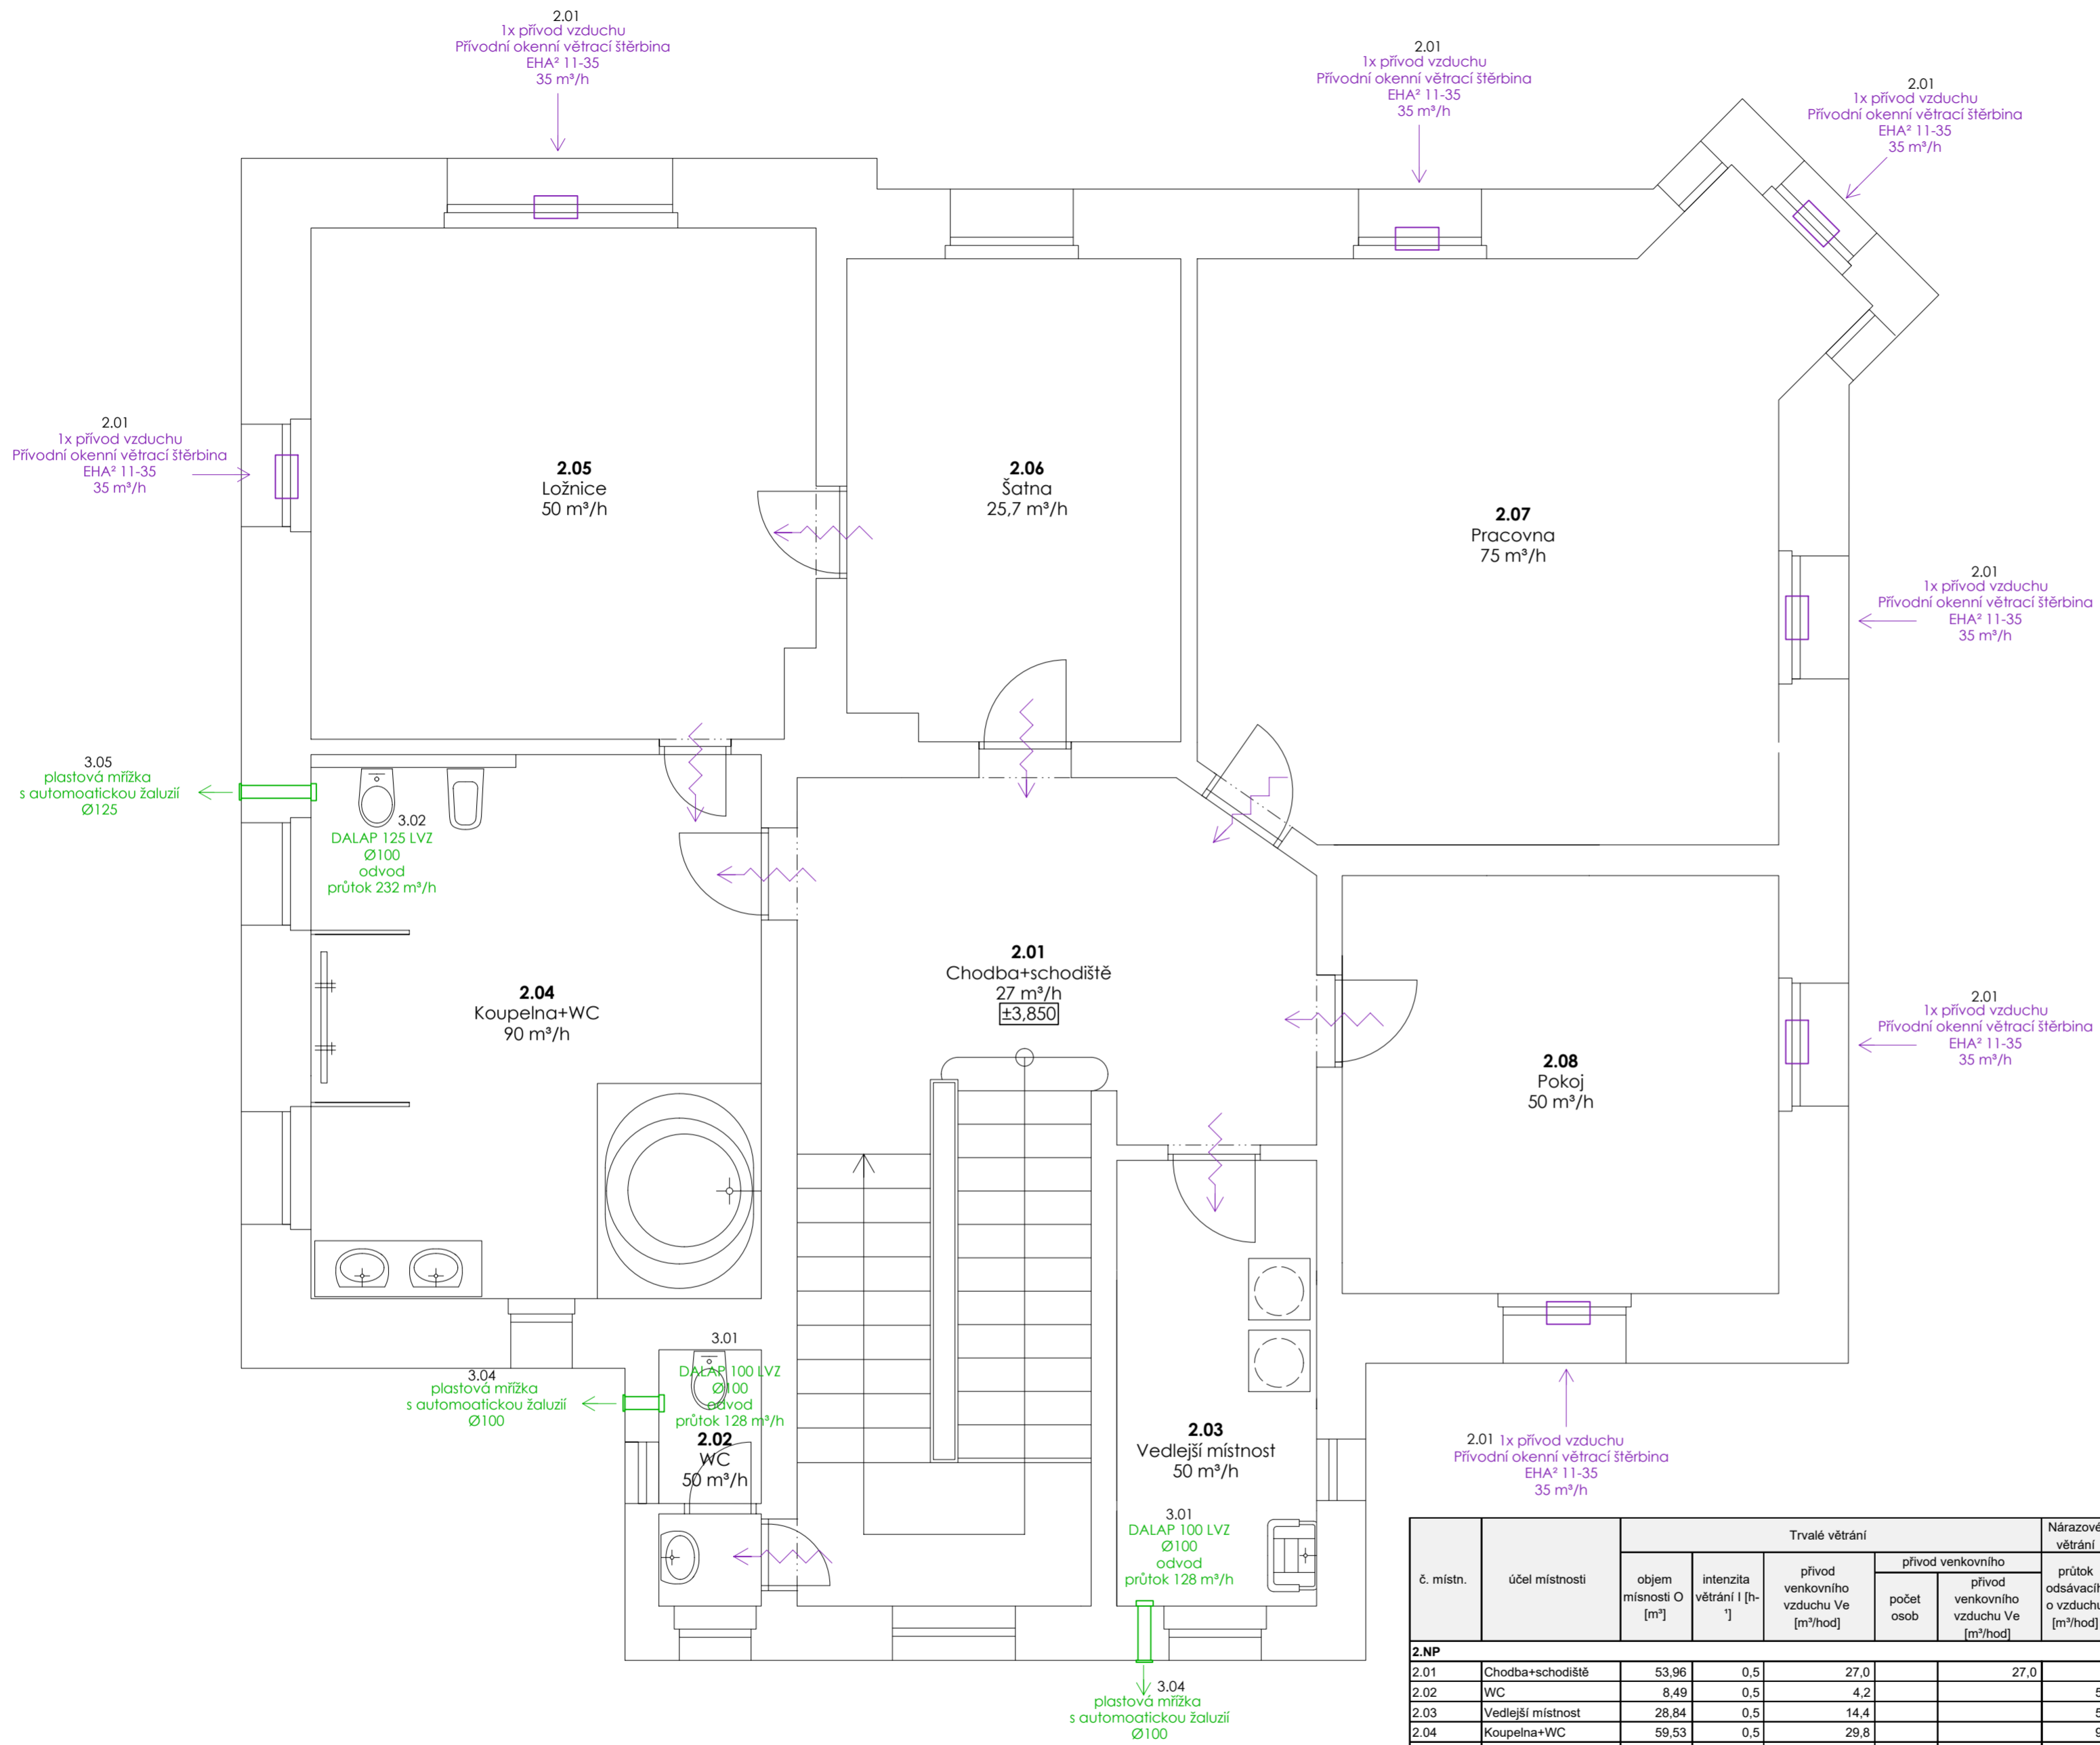 2.01
1x přívod vzduchu
Přívodní okenní větrací štěrbina
EHA² 11-35
35 m³/h
2.01
1x přívod vzduchu
Přívodní okenní větrací štěrbina
EHA² 11-35
35 m³/h
2.01
1x přívod vzduchu
Přívodní okenní větrací štěrbina
EHA² 11-35
35 m³/h
2.01
1x přívod vzduchu
Přívodní okenní větrací štěrbina
EHA² 11-35
35 m³/h
2.05
Ložnice
50 m³/h
2.06
Šatna
25,7 m³/h
2.07
Pracovna
75 m³/h
2.01
1x přívod vzduchu
Přívodní okenní větrací štěrbina
EHA² 11-35
35 m³/h
3.05
plastová mřížka
s automoatickou žaluzií
Ø125
3.02
DALAP 125 LVZ
Ø100
odvod
průtok 232 m³/h
2.04
Koupelna+WC
90 m³/h
2.01
Chodba+schodiště
27 m³/h
±3,850
2.08
Pokoj
50 m³/h
2.01
1x přívod vzduchu
Přívodní okenní větrací štěrbina
EHA² 11-35
35 m³/h
3.04
plastová mřížka
s automoatickou žaluzií
Ø100
3.01
DALAP 100 LVZ
Ø100
odvod
průtok 128 m³/h
2.02
WC
50 m³/h
2.03
Vedlejší místnost
50 m³/h
3.01
DALAP 100 LVZ
Ø100
odvod
průtok 128 m³/h
3.04
plastová mřížka
s automoatickou žaluzií
Ø100
2.01 1x přívod vzduchu
Přívodní okenní větrací štěrbina
EHA² 11-35
35 m³/h
č. místn.
účel místnosti
Trvalé větrání
Nárazové
větrání
objem
mísnosti O
[m³]
intenzita
větrání I [h-
¹]
přivod
venkovního
vzduchu Ve
[m³/hod]
přivod venkovního
počet
osob
přivod
venkovního
vzduchu Ve
[m³/hod]
průtok
odsávacíh
o vzduchu
[m³/hod]
2.NP
2.01 Chodba+schodiště 53,96 0,5 27,0 27,0
2.02 WC 8,49 0,5 4,2 5
2.03 Vedlejší místnost 28,84 0,5 14,4 5
2.04 Koupelna+WC 59,53 0,5 29,8 9